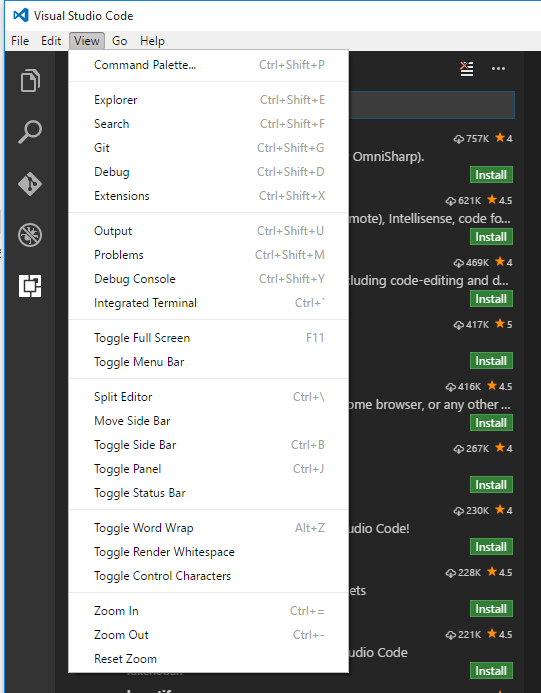 Visual Studio Code
File Edit View Go Help
Command Palette... Ctrl+Shift+P
Explorer Ctrl+Shift+E
Search Ctrl+Shift+F
Git Ctrl+Shift+G
Debug Ctrl+Shift+D
Extensions Ctrl+Shift+X
Output Ctrl+Shift+U
Problems Ctrl+Shift+M
Debug Console Ctrl+Shift+Y
Integrated Terminal Ctrl+`
Toggle Full Screen F11
Toggle Menu Bar
Split Editor Ctrl+\
Move Side Bar
Toggle Side Bar Ctrl+B
Toggle Panel Ctrl+J
Toggle Status Bar
Toggle Word Wrap Alt+Z
Toggle Render Whitespace
Toggle Control Characters
Zoom In Ctrl+=
Zoom Out Ctrl+-
Reset Zoom
757K 4
OmniSharp).
Install
621K 4.5
mote), Intellisense, code fo...
Install
469K 4
luding code-editing and d...
Install
417K 5
Install
416K 4.5
ome browser, or any other ...
Install
267K 4
Install
230K 4
udio Code!
Install
228K 4.5
ets
Install
221K 4.5
udio Code
Install